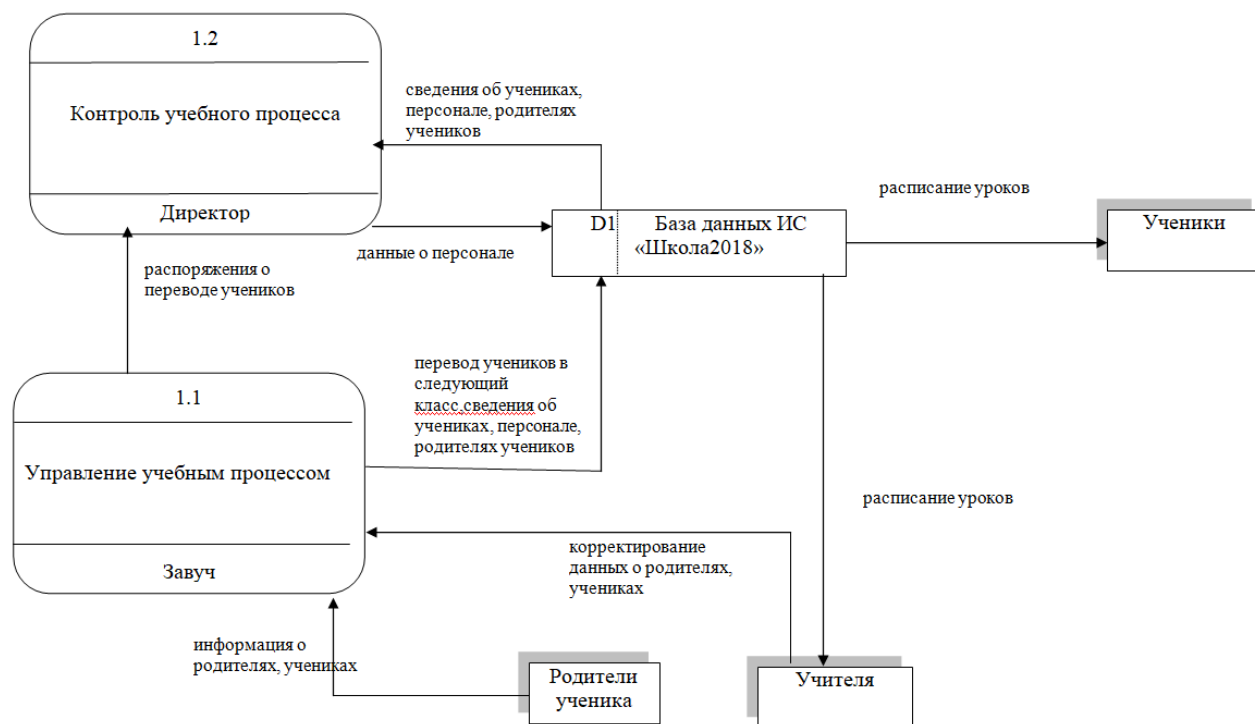 1.2
Контроль учебного процесса
Директор
сведения об учениках,
персонале, родителях
учеников
данные о персонале
D1
База данных ИС
«Школа2018»
расписание уроков
Ученики
распоряжения о
переводе учеников
1.1
Управление учебным процессом
Завуч
перевод учеников в
следующий
класс,сведения об
учениках, персонале,
родителях учеников
расписание уроков
корректирование
данных о родителях,
учениках
информация о
родителях, учениках
Родители
ученика
Учителя